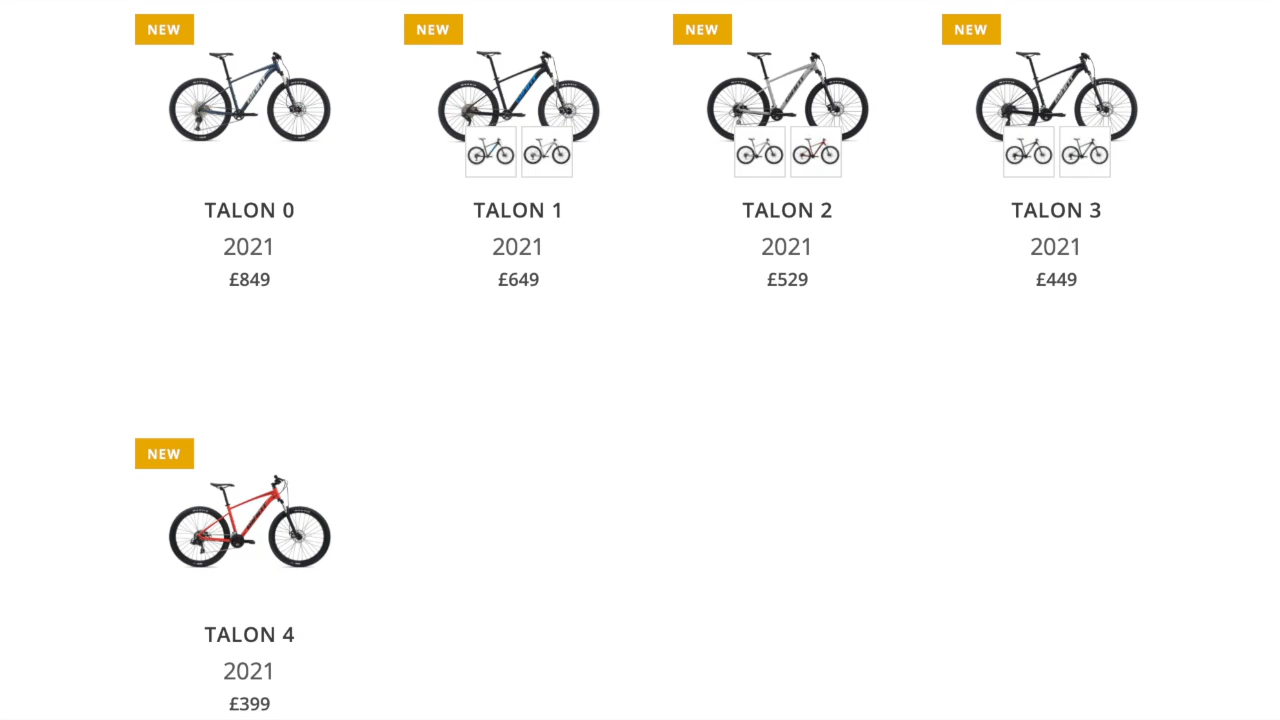 NEW
NEW
NEW
NEW
TALON 0
2021
£849
TALON 1
2021
£649
TALON 2
2021
£529
TALON 3
2021
£449
NEW
TALON 4
2021
£399